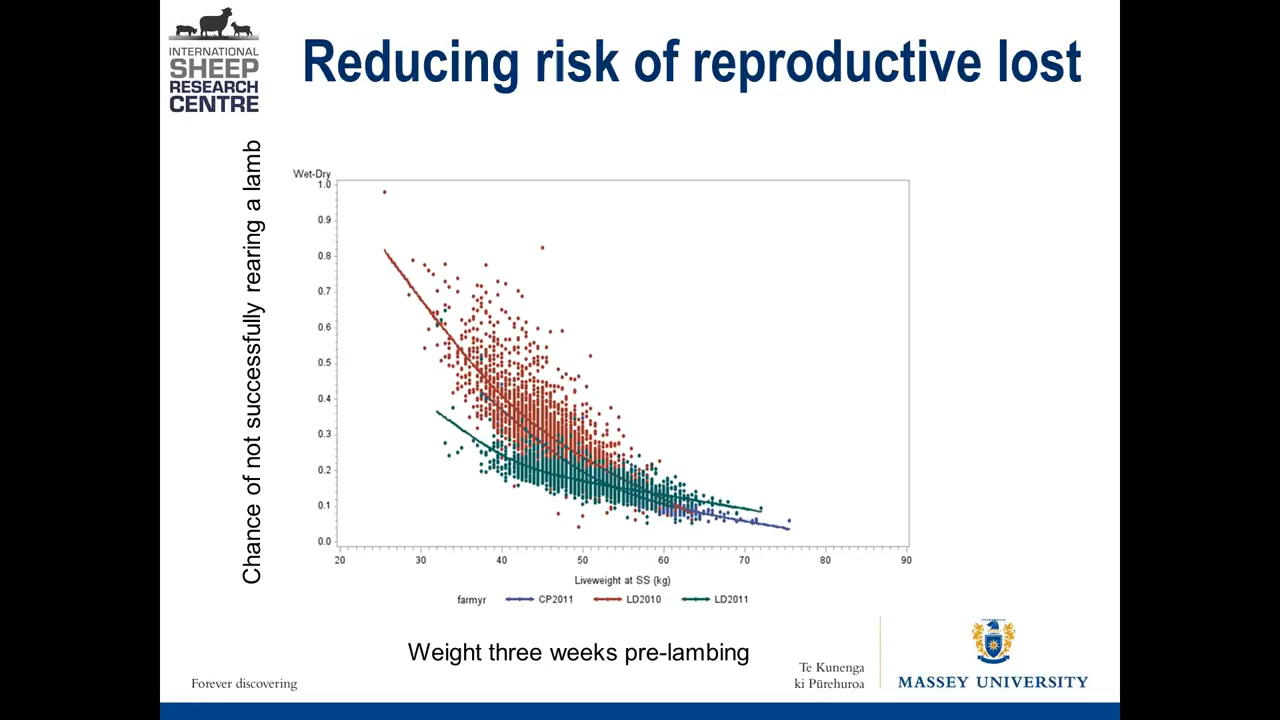 INTERNATIONAL
SHEEP
RESEARCH
CENTRE
Reducing risk of reproductive lost
Chance of not successfully rearing a lamb
Wet-Dry
1.0
0.9
0.8
0.7
0.6
0.5
0.4
0.3
0.2
0.1
0.0
20 30 40 50 60 70 80 90
Liveweight at SS (kg)
farmyr CP2011 LD2010 LD2011
Weight three weeks pre-lambing
Forever discovering
Te Kunenga
ki Pūrehuroa
MASSEY UNIVERSITY